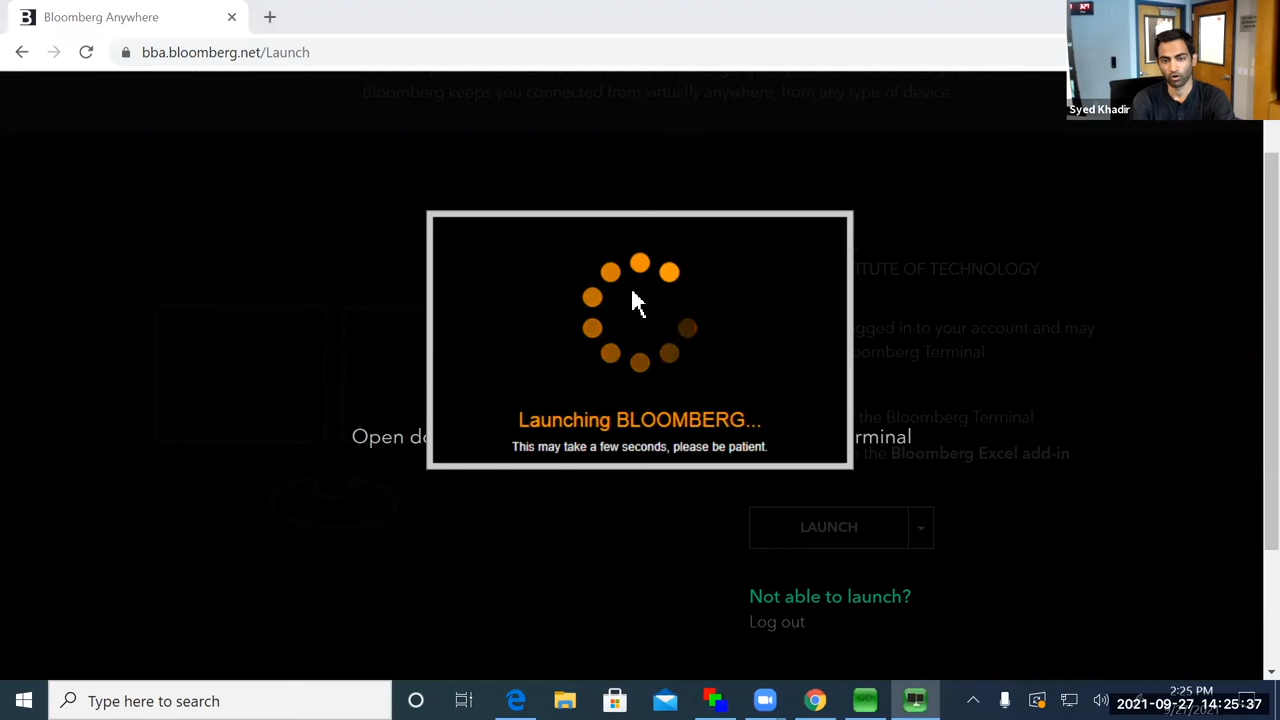 Bloomberg Anywhere
bba.bloomberg.net/Launch
Bloomberg keeps you connected from virtually anywhere, from any type of device.
Syed Khadir
TUTE OF TECHNOLOGY
gged in to your account and may
omberg Terminal
Launching BLOOMBERG...
This may take a few seconds, please be patient.
the Bloomberg Terminal
Open do
rminal
n the Bloomberg Excel add-in
LAUNCH
Not able to launch?
Log out
Type here to search
2:25 PM
2021-09-27 14:25:37